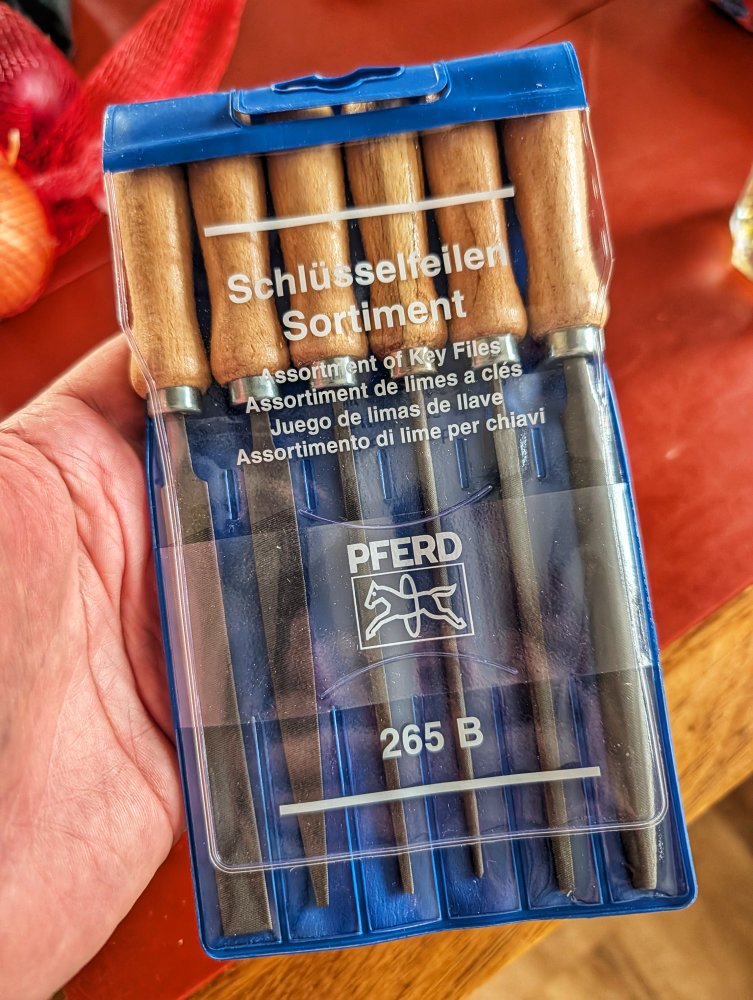 Schlüsselfeilen
Sortiment
Assortment of Key Files
Assortiment de limes a clés
Juego de limas de llave
Assortimento di lime per chiavi
PFERD
265 B